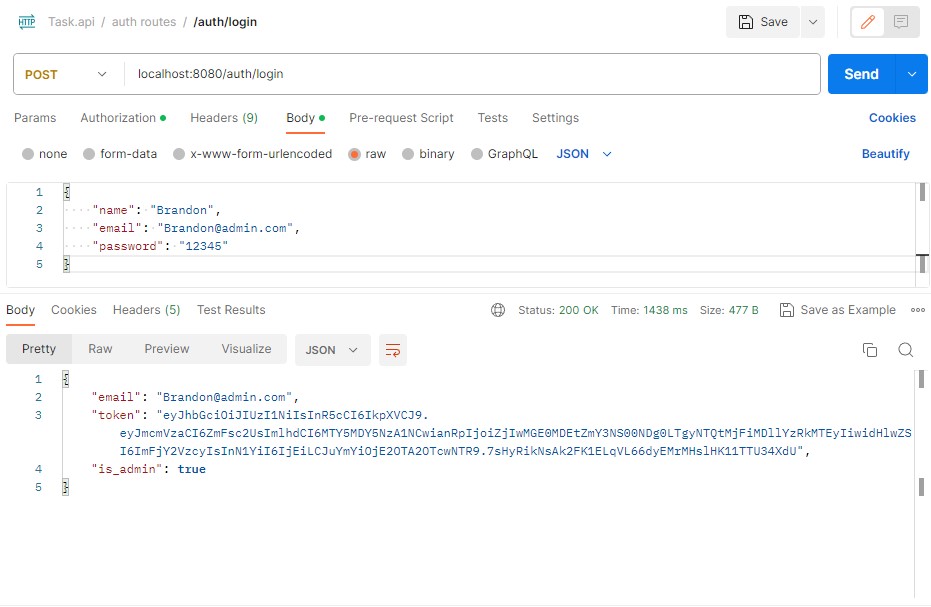 HTTP Task.api / auth routes / /auth/login Save
POST localhost:8080/auth/login Send
Params Authorization Headers (9) Body Pre-request Script Tests Settings Cookies
none form-data x-www-form-urlencoded raw binary GraphQL JSON Beautify
1 {
2 "name": "Brandon",
3 "email": "Brandon@admin.com",
4 "password": "12345"
5 }
Body Cookies Headers (5) Test Results Status: 200 OK Time: 1438 ms Size: 477 B Save as Example
Pretty Raw Preview Visualize JSON
1 {
2 "email": "Brandon@admin.com",
3 "token": "eyJhbGciOiJIUzI1NiIsInR5cCI6IkpXVCJ9.
eyJmcmVzaCI6ZmFsc2UsImlhdCI6MTY5MDY5NzA1NCwianRpIjoiZjIwMGE0MDEtZmY3NS00NDg0LTgyNTQtMjFiMDllYzRkMTEyIiwidHlwZS
I6ImFjY2VzcyIsInN1YiI6IjEiLCJuYmYiOjE2OTA2OTcwNTR9.7sHyRikNsAk2FK1ELqVL66dyEMrMHslHK11TTU34XdU",
4 "is_admin": true
5 }